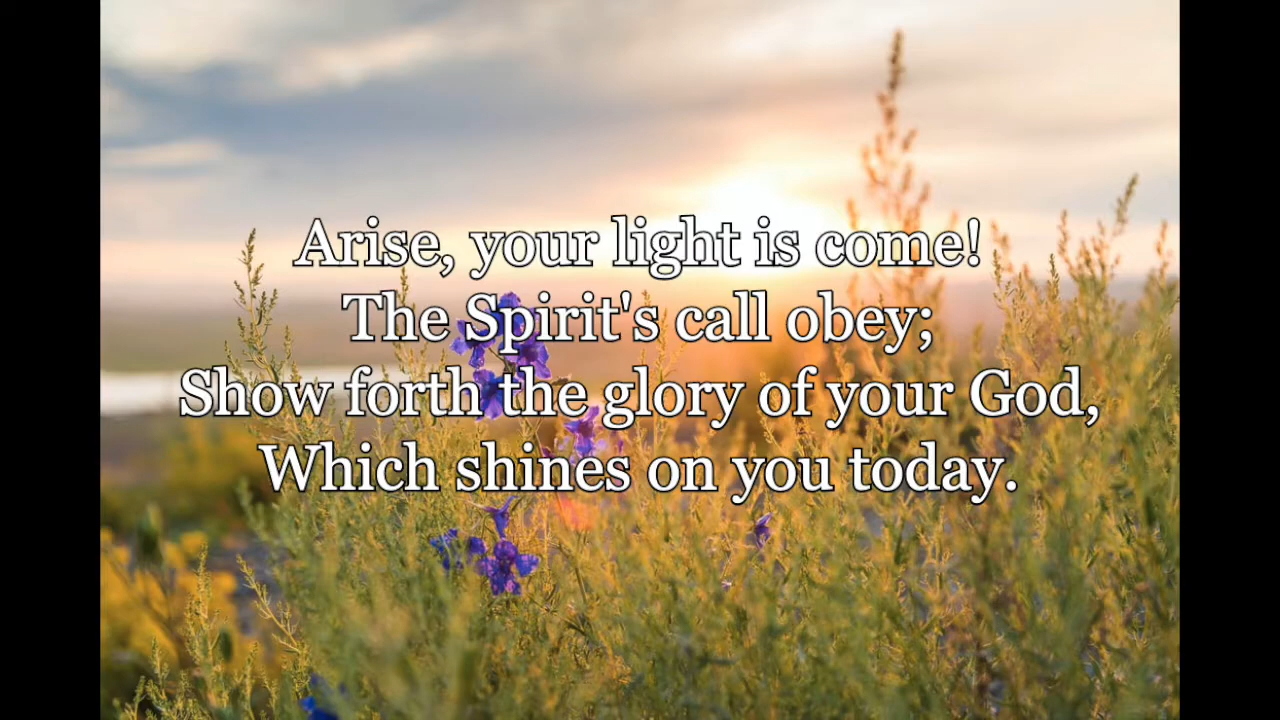 Arise, your light is come!
The Spirit's call obey;
Show forth the glory of your God,
Which shines on you today.